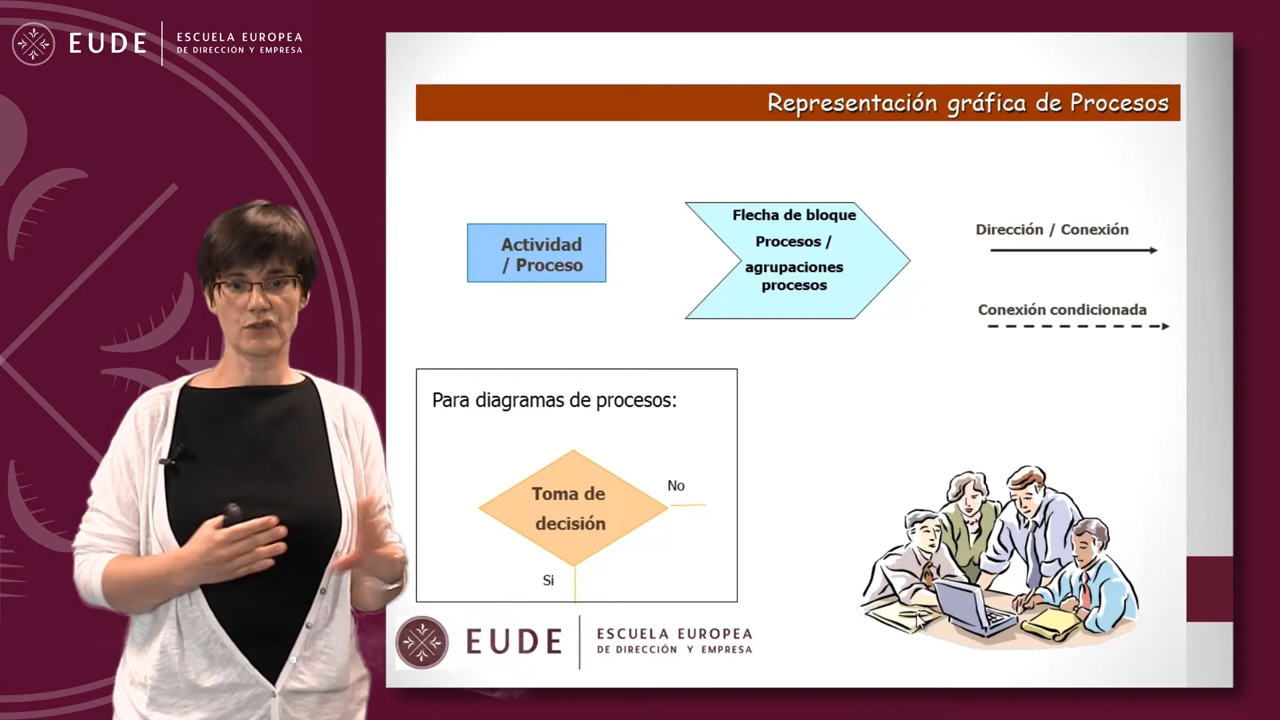 EUDE
ESCUELA EUROPEA
DE DIRECCIÓN Y EMPRESA
Representación gráfica de Procesos
Actividad
/ Proceso
Flecha de bloque
Procesos /
agrupaciones
procesos
Dirección / Conexión
Conexión condicionada
Para diagramas de procesos:
Toma de
decisión
No
Si
EUDE
ESCUELA EUROPEA
DE DIRECCIÓN Y EMPRESA